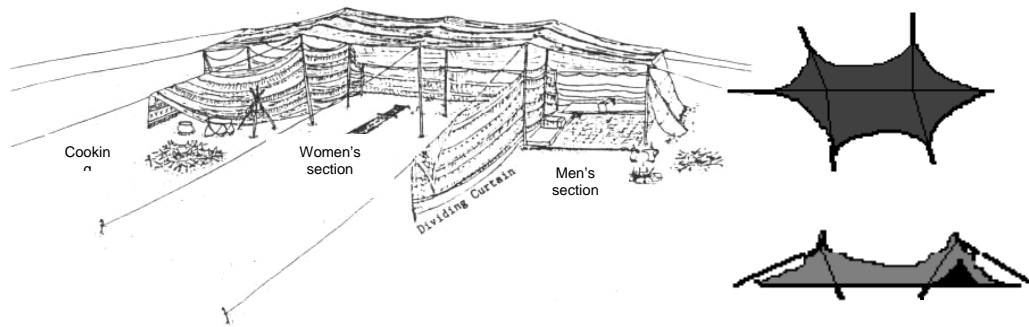 Cookin
g
Women's
section
Men's
section
Dividing Curtain